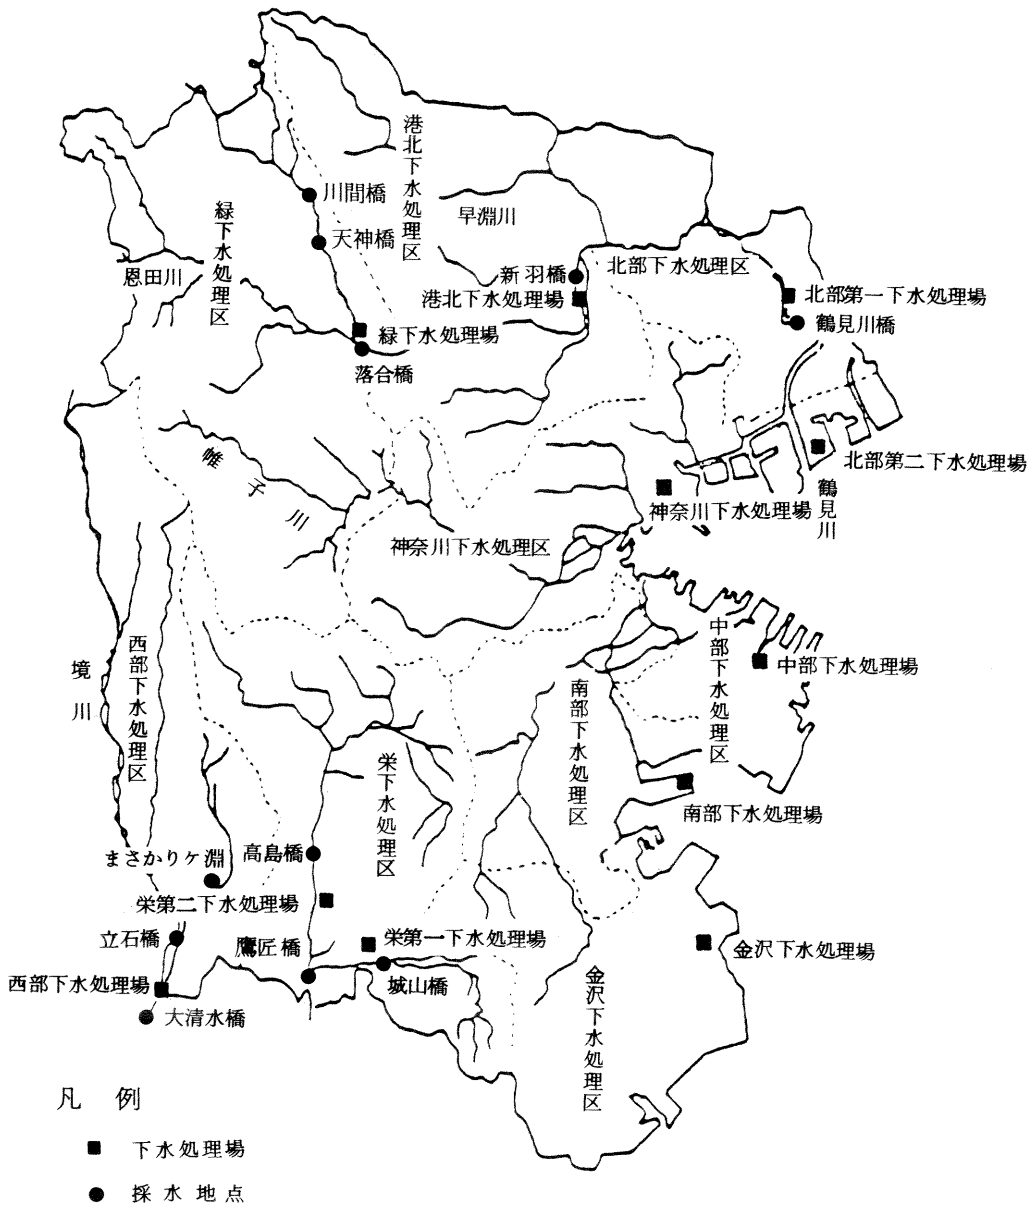 港北下水処理区
川間橋
緑下水処理区
早淵川
天神橋
恩田川
新羽橋
北部下水処理区
港北下水処理場
北部第一下水処理場
鶴見川橋
緑下水処理場
落合橋
帷子川
北部第二下水処理場
鶴見川
神奈川下水処理場
神奈川下水処理区
西部下水処理区
境川
中部下水処理区
中部下水処理場
南部下水処理区
栄下水処理区
南部下水処理場
まさかりヶ淵
高島橋
栄第二下水処理場
立石橋
鷹匠橋
栄第一下水処理場
金沢下水処理場
西部下水処理場
城山橋
金沢下水処理区
大清水橋
凡 例
下水処理場
採水地点